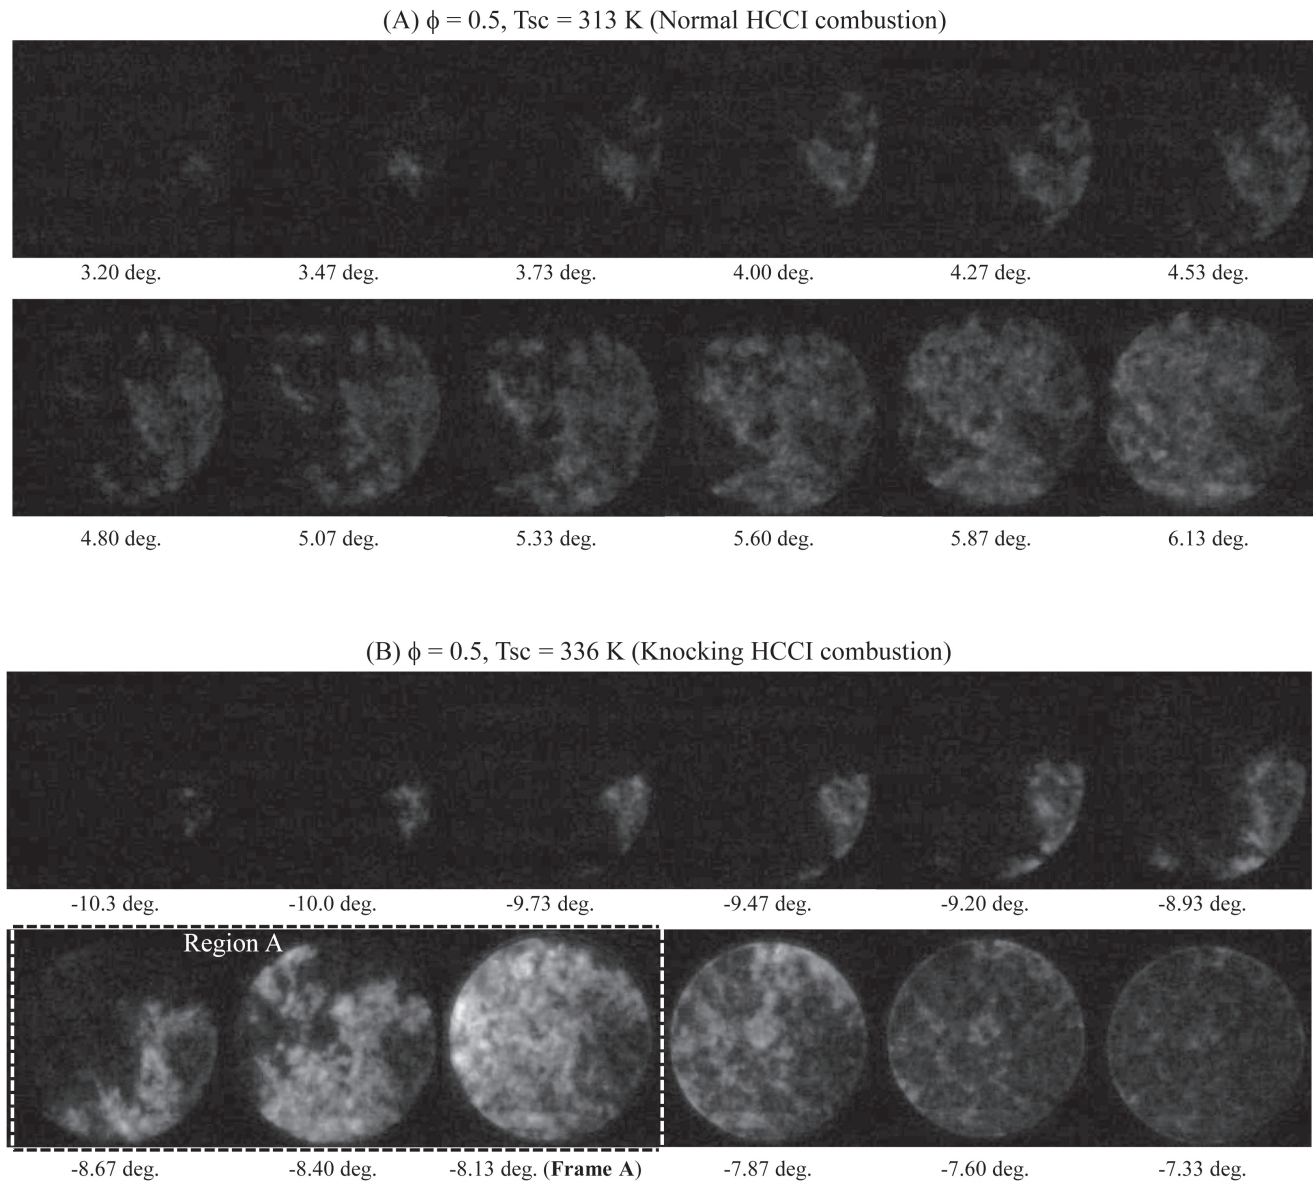 (A) ϕ = 0.5, Tsc = 313 K (Normal HCCI combustion)
3.20 deg. 3.47 deg. 3.73 deg. 4.00 deg. 4.27 deg. 4.53 deg.
4.80 deg. 5.07 deg. 5.33 deg. 5.60 deg. 5.87 deg. 6.13 deg.
(B) ϕ = 0.5, Tsc = 336 K (Knocking HCCI combustion)
-10.3 deg. -10.0 deg. -9.73 deg. -9.47 deg. -9.20 deg. -8.93 deg.
Region A
-8.67 deg. -8.40 deg. -8.13 deg. (Frame A) -7.87 deg. -7.60 deg. -7.33 deg.